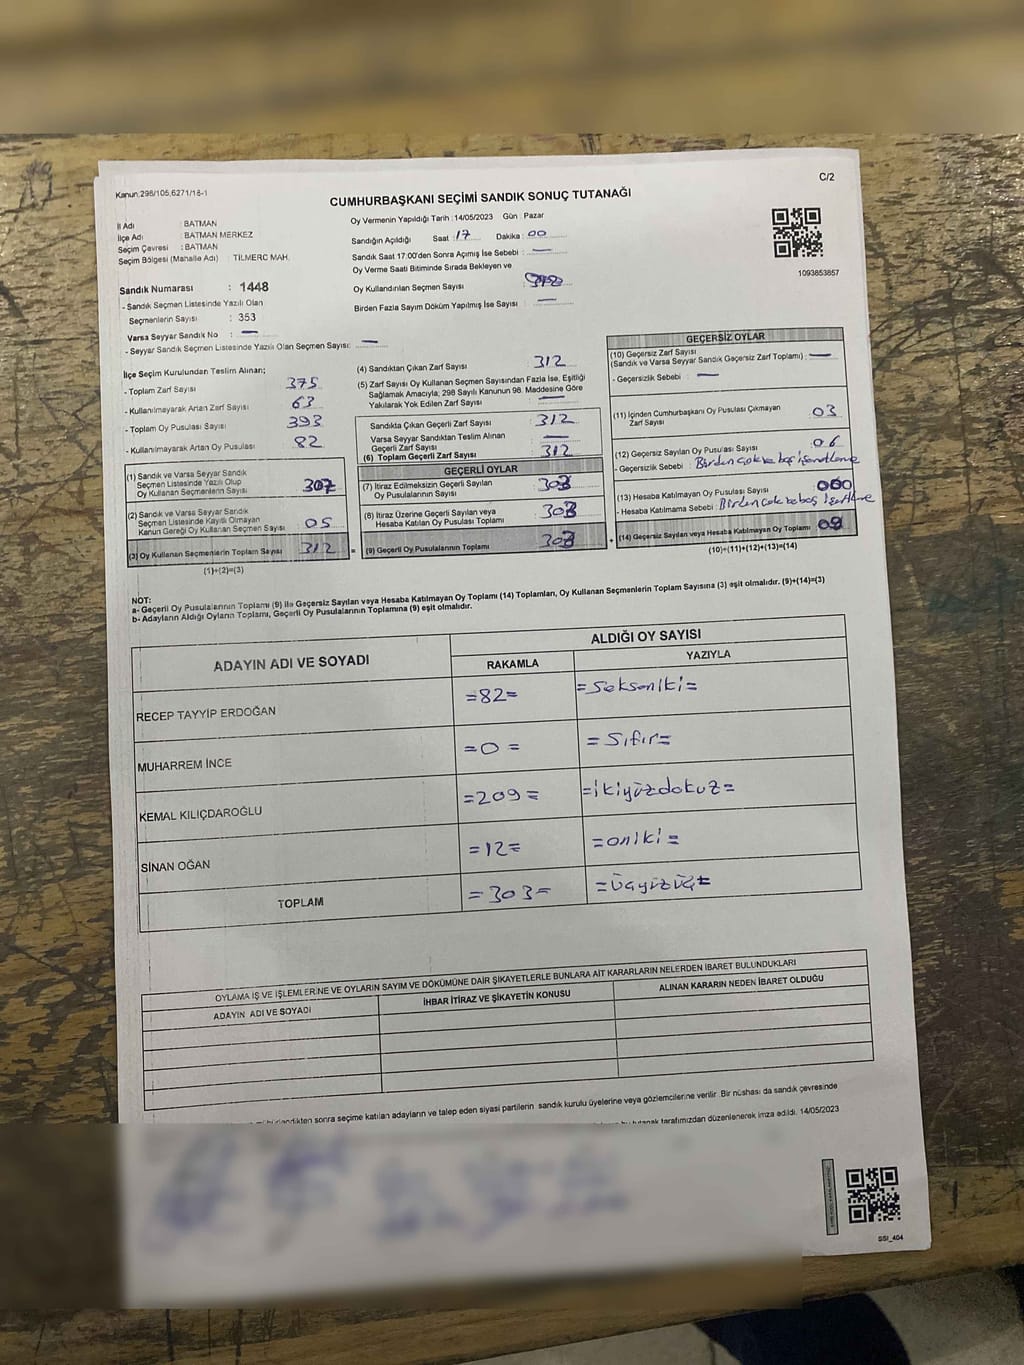 Kanun:298/105,6271/18-1
C/2
CUMHURBAŞKANI SEÇİMİ SANDIK SONUÇ TUTANAĞI
İl Adı : BATMAN
İlçe Adı : BATMAN MERKEZ
Seçim Çevresi : BATMAN
Seçim Bölgesi (Mahalle Adı) : TİLMERC MAH.
Sandık Numarası : 1448
- Sandık Seçmen Listesinde Yazılı Olan
Seçmenlerin Sayısı : 353
Varsa Seyyar Sandık No : —
- Seyyar Sandık Seçmen Listesinde Yazılı Olan Seçmen Sayısı: —
Oy Vermenin Yapıldığı Tarih : 14/05/2023 Gün : Pazar
Sandığın Açıldığı Saat : 17 Dakika : 00
Sandık Saat 17:00'den Sonra Açımış İse Sebebi : —
Oy Verme Saati Bitiminde Sırada Bekleyen ve
Oy Kullandırılan Seçmen Sayısı :
Birden Fazla Sayım Döküm Yapılmış İse Sayısı : —
1093853857
İlçe Seçim Kurulundan Teslim Alınan;
- Toplam Zarf Sayısı : 375
- Kullanılmayarak Artan Zarf Sayısı : 63
- Toplam Oy Pusulası Sayısı : 393
- Kullanılmayarak Artan Oy Pusulası : 82
(1) Sandık ve Varsa Seyyar Sandık
Seçmen Listesinde Yazılı Olup
Oy Kullanan Seçmenlerin Sayısı 307
(2) Sandık ve Varsa Seyyar Sandık
Seçmen Listesinde Kayıtlı Olmayan
Kanun Gereği Oy Kullanan Seçmen Sayısı : 05
(3) Oy Kullanan Seçmenlerin Toplam Sayısı : 312 =
(1)+(2)=(3)
(4) Sandıktan Çıkan Zarf Sayısı : 312
(5) Zarf Sayısı Oy Kullanan Seçmen Sayısından Fazla İse, Eşitliği
Sağlamak Amacıyla; 298 Sayılı Kanunun 98. Maddesine Göre
Yakılarak Yok Edilen Zarf Sayısı : —
Sandıkta Çıkan Geçerli Zarf Sayısı : 312
Varsa Seyyar Sandıktan Teslim Alınan
Geçerli Zarf Sayısı : —
(6) Toplam Geçerli Zarf Sayısı : 312
GEÇERLİ OYLAR
(7) İtiraz Edilmeksizin Geçerli Sayılan
Oy Pusulalarının Sayısı : 303
(8) İtiraz Üzerine Geçerli Sayılan veya
Hesaba Katılan Oy Pusulası Toplamı : 303
(9) Geçerli Oy Pusulalarının Toplamı : 303 +
GEÇERSİZ OYLAR
(10) Geçersiz Zarf Sayısı
(Sandık ve Varsa Seyyar Sandık Geçersiz Zarf Toplamı) : —
- Geçersizlik Sebebi : —
(11) İçinden Cumhurbaşkanı Oy Pusulası Çıkmayan
Zarf Sayısı : 03
(12) Geçersiz Sayılan Oy Pusulası Sayısı : 06
- Geçersizlik Sebebi : Birden çok ve boş işaretleme
(13) Hesaba Katılmayan Oy Pusulası Sayısı : 000
- Hesaba Katılmama Sebebi : Birden çok ve boş
(14) Geçersiz Sayılan veya Hesaba Katılmayan Oy Toplamı : 09
(10)+(11)+(12)+(13)=(14)
NOT:
a- Geçerli Oy Pusulalarının Toplamı (9) ile Geçersiz Sayılan veya Hesaba Katılmayan Oy Toplamı (14) Toplamları, Oy Kullanan Seçmenlerin Toplam Sayısına (3) eşit olmalıdır. (9)+(14)=(3)
b- Adayların Aldığı Oyların Toplamı, Geçerli Oy Pusulalarının Toplamına (9) eşit olmalıdır.
ADAYIN ADI VE SOYADI ALDIĞI OY SAYISI
RAKAMLA YAZIYLA
RECEP TAYYİP ERDOĞAN =82= =Sekseniki=
MUHARREM İNCE =0= =Sıfır=
KEMAL KILIÇDAROĞLU =209= =ikiyüzdokuz=
SİNAN OĞAN =12= =oniki=
TOPLAM =303= =Üçyüzüç=
OYLAMA İŞ VE İŞLEMLERİNE VE OYLARIN SAYIM VE DÖKÜMÜNE DAİR ŞİKAYETLERLE BUNLARA AİT KARARLARIN NELERDEN İBARET BULUNDUKLARI
ADAYIN ADI VE SOYADI İHBAR İTİRAZ VE ŞİKAYETİN KONUSU ALINAN KARARIN NEDEN İBARET OLDUĞU
sonra seçime katılan adayların ve talep eden siyasi partilerin sandık kurulu üyelerine veya gözlemcilerine verilir. Bir nüshası da sandık çevresinde
tutanak tarafımızdan düzenlenerek imza edildi. 14/05/2023
SSI_404